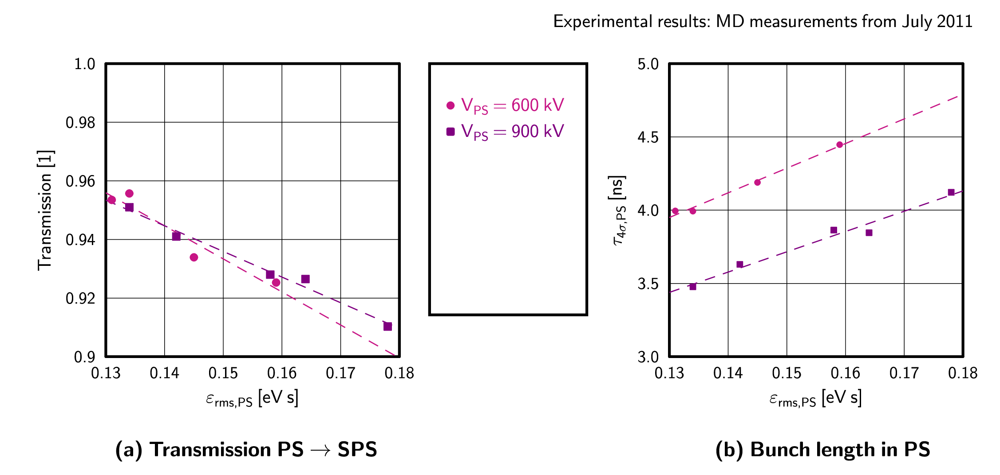 Experimental results: MD measurements from July 2011
1.0
0.98
0.96
0.94
0.92
0.9
Transmission [1]
0.13 0.14 0.15 0.16 0.17 0.18
εrms,PS [eV s]
(a) Transmission PS → SPS
VPS = 600 kV
VPS = 900 kV
5.0
4.5
4.0
3.5
3.0
τ4σ,PS [ns]
0.13 0.14 0.15 0.16 0.17 0.18
εrms,PS [eV s]
(b) Bunch length in PS